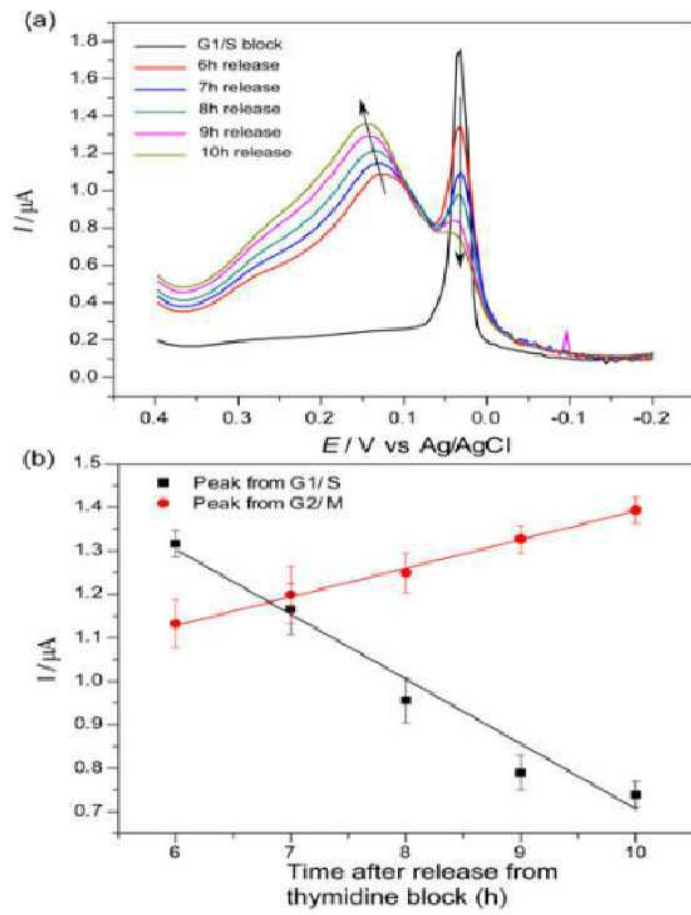 (a)
G1/S block
6h release
7h release
8h release
9h release
10h release
1.8
1.6
1.4
1.2
1.0
0.8
0.6
0.4
0.2
0.0
I/µA
0.4 0.3 0.2 0.1 0.0 -0.1 -0.2
E / V vs Ag/AgCl
(b)
Peak from G1/ S
Peak from G2/ M
1.5
1.4
1.3
1.2
1.1
1.0
0.9
0.8
0.7
I/µA
6 7 8 9 10
Time after release from
thymidine block (h)